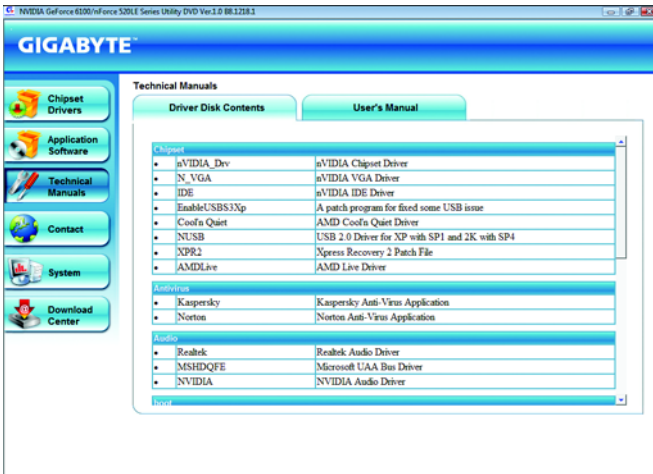 NVIDIA GeForce 6100/nForce 520LE Series Utility DVD Ver.1.0 B8.1218.1
GIGABYTE™
Chipset
Drivers
Application
Software
Technical
Manuals
Contact
System
Download
Center
Technical Manuals
Driver Disk Contents
User's Manual
Chipset
• nVIDIA_Drv nVIDIA Chipset Driver
• N_VGA nVIDIA VGA Driver
• IDE nVIDIA IDE Driver
• EnableUSBS3Xp A patch program for fixed some USB issue
• Cool'n Quiet AMD Cool'n Quiet Driver
• NUSB USB 2.0 Driver for XP with SP1 and 2K with SP4
• XPR2 Xpress Recovery 2 Patch File
• AMDLive AMD Live Driver
Antivirus
• Kaspersky Kaspersky Anti-Virus Application
• Norton Norton Anti-Virus Application
Audio
• Realtek Realtek Audio Driver
• MSHDQFE Microsoft UAA Bus Driver
• NVIDIA NVIDIA Audio Driver
boot